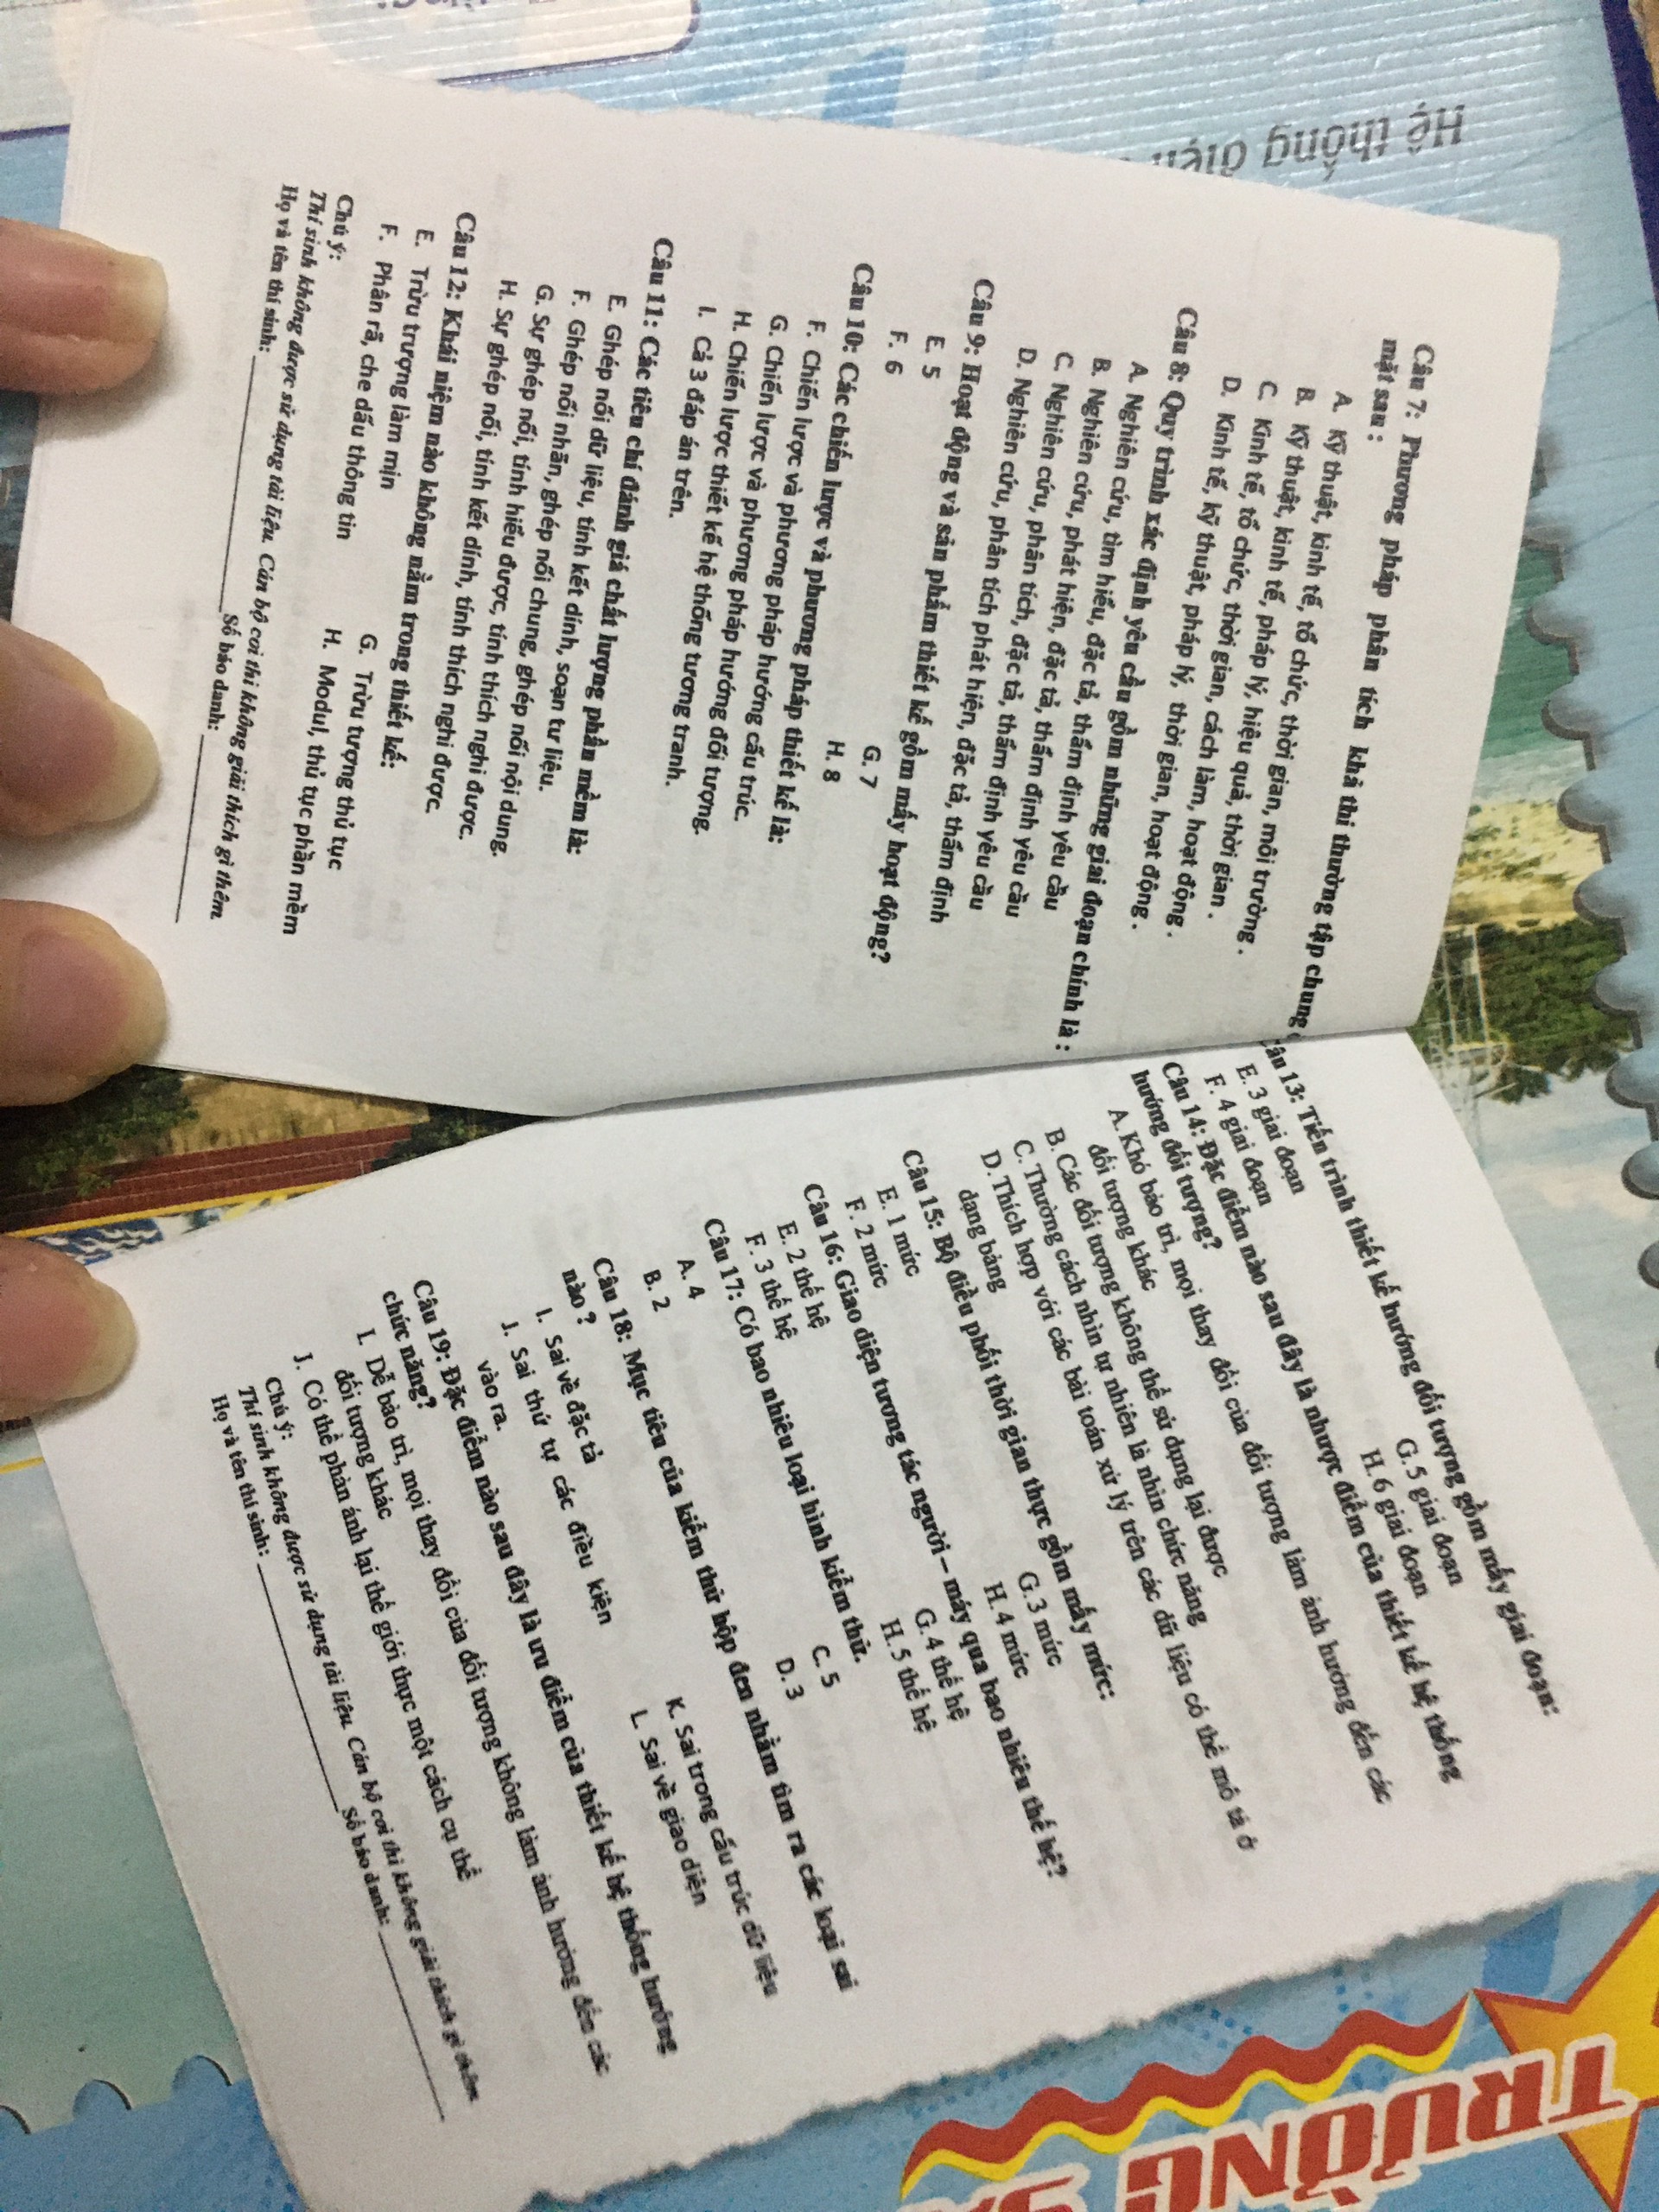 Câu 7: Phương pháp phân tích khả thi thường tập chung
mặt sau :
A. Kỹ thuật, kinh tế, tổ chức, thời gian, môi trường .
B. Kỹ thuật, kinh tế, pháp lý, hiệu quả, thời gian .
C. Kinh tế, tổ chức, thời gian, cách làm, hoạt động .
D. Kinh tế, kỹ thuật, pháp lý, thời gian, hoạt động .
Câu 8: Quy trình xác định yêu cầu gồm những giai đoạn chính là :
A. Nghiên cứu, tìm hiểu, đặc tả, thẩm định yêu cầu
B. Nghiên cứu, phát hiện, đặc tả, thẩm định yêu cầu
C. Nghiên cứu, phân tích, đặc tả, thẩm định yêu cầu
D. Nghiên cứu, phân tích phát hiện, đặc tả, thẩm định
Câu 9: Hoạt động và sản phẩm thiết kế gồm mấy hoạt động?
E. 5
F. 6
G. 7
H. 8
Câu 10: Các chiến lược và phương pháp thiết kế là:
F. Chiến lược và phương pháp hướng cấu trúc.
G. Chiến lược và phương pháp hướng đối tượng.
H. Chiến lược thiết kế hệ thống tương tranh.
I. Cả 3 đáp án trên.
Câu 11: Các tiêu chí đánh giá chất lượng phần mềm là:
E. Ghép nối dữ liệu, tính kết dính, soạn tư liệu.
F. Ghép nối nhãn, ghép nối chung, ghép nối nội dung.
G. Sự ghép nối, tính hiểu được, tính thích nghi được.
H. Sự ghép nối, tính kết dính, tính thích nghi được.
Câu 12: Khái niệm nào không nằm trong thiết kế:
E. Trừu trượng làm mịn
F. Phân rã, che dấu thông tin
G. Trừu tượng thủ tục
H. Modul, thủ tục phần mềm
Chú ý:
Thí sinh không được sử dụng tài liệu. Cán bộ coi thi không giải thích gì thêm.
Họ và tên thí sinh: Số báo danh:
Câu 13: Tiến trình thiết kế hướng đối tượng gồm mấy giai đoạn:
E. 3 giai đoạn
F. 4 giai đoạn
G. 5 giai đoạn
H. 6 giai đoạn
Câu 14: Đặc điểm nào sau đây là nhược điểm của thiết kế hệ thống
hướng đối tượng?
A. Khó bảo trì, mọi thay đổi của đối tượng làm ảnh hưởng đến các
đối tượng khác
B. Các đối tượng không thể sử dụng lại được
C. Thường cách nhìn tự nhiên là nhìn chức năng
D. Thích hợp với các bài toán xử lý trên các dữ liệu có thể mô tả ở
dạng bảng
Câu 15: Bộ điều phối thời gian thực gồm mấy mức:
E. 1 mức
F. 2 mức
G. 3 mức
H. 4 mức
Câu 16: Giao diện tương tác người – máy qua bao nhiêu thế hệ?
E. 2 thế hệ
F. 3 thế hệ
G. 4 thế hệ
H. 5 thế hệ
Câu 17: Có bao nhiêu loại hình kiểm thử.
A. 4
B. 2
C. 5
D. 3
Câu 18: Mục tiêu của kiểm thử hộp đen nhằm tìm ra các loại sai
nào ?
I. Sai về đặc tả
J. Sai thứ tự các điều kiện
vào ra.
K. Sai trong cấu trúc dữ liệu
L. Sai về giao diện
Câu 19: Đặc điểm nào sau đây là ưu điểm của thiết kế hệ thống hướng
chức năng?
I. Dễ bảo trì, mọi thay đổi của đối tượng không làm ảnh hưởng đến các
đối tượng khác
J. Có thể phản ánh lại thế giới thực một cách cụ thể
Chú ý:
Thí sinh không được sử dụng tài liệu. Cán bộ coi thi không giải thích gì thêm.
Họ và tên thí sinh: Số báo danh:
Hệ thống
TRƯỜNG